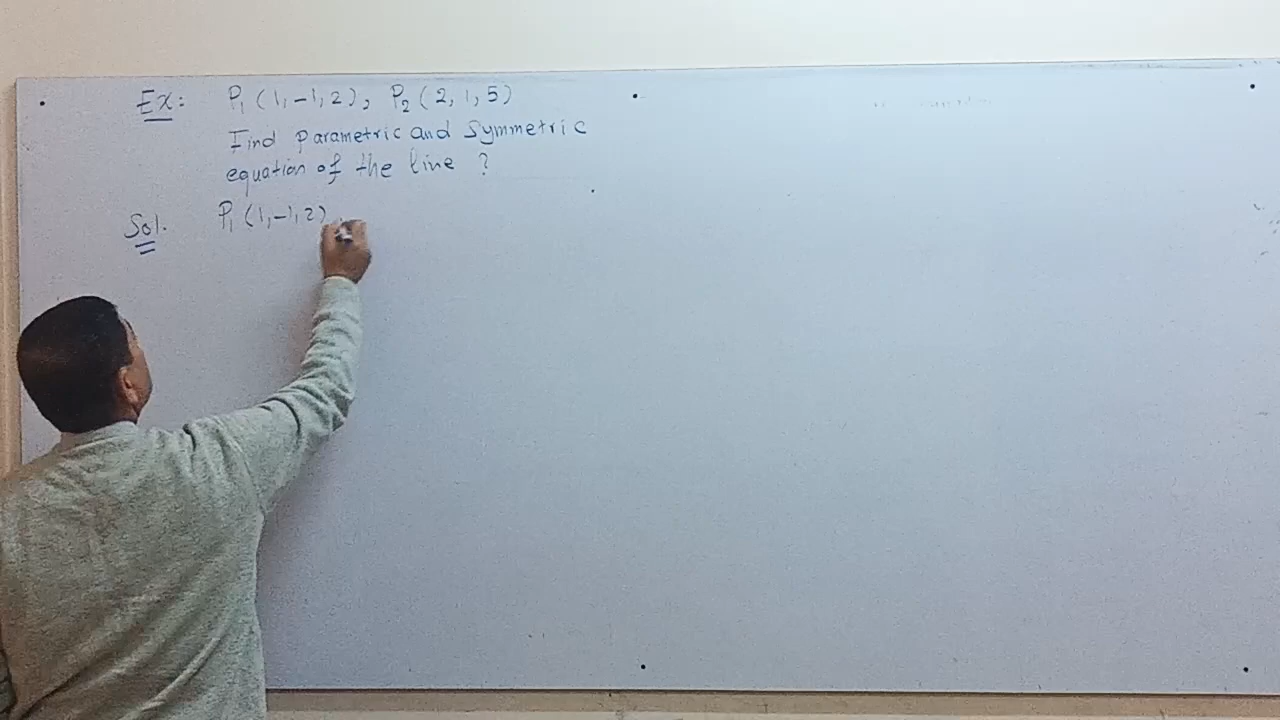 Ex: P₁ (1, -1, 2), P₂ (2, 1, 5)
Find parametric and symmetric
equation of the line ?
Sol. P₁ (1, -1, 2)